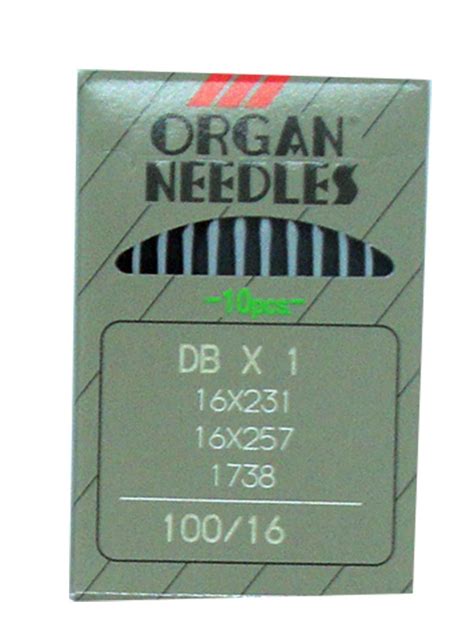 ORGAN
NEEDLES
-10pcs-
DB X 1
16X231
16X257
1738
100/16